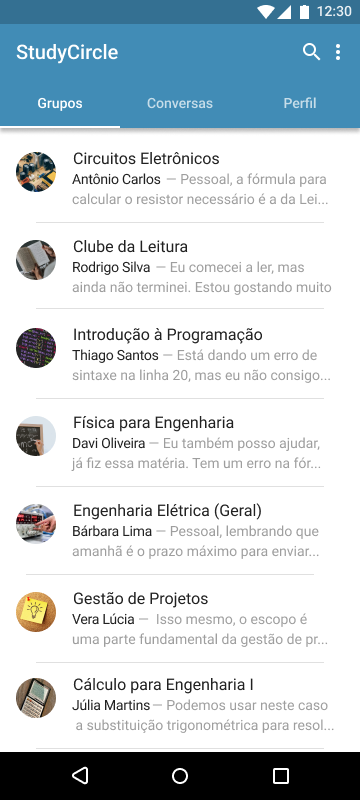 12:30
StudyCircle
Grupos Conversas Perfil
Circuitos Eletrônicos
Antônio Carlos — Pessoal, a fórmula para
calcular o resistor necessário é a da Lei...
Clube da Leitura
Rodrigo Silva — Eu comecei a ler, mas
ainda não terminei. Estou gostando muito
Introdução à Programação
Thiago Santos — Está dando um erro de
sintaxe na linha 20, mas eu não consigo...
Física para Engenharia
Davi Oliveira — Eu também posso ajudar,
já fiz essa matéria. Tem um erro na fór...
Engenharia Elétrica (Geral)
Bárbara Lima — Pessoal, lembrando que
amanhã é o prazo máximo para enviar...
Gestão de Projetos
Vera Lúcia — Isso mesmo, o escopo é
uma parte fundamental da gestão de pr...
Cálculo para Engenharia I
Júlia Martins — Podemos usar neste caso
a substituição trigonométrica para resol...